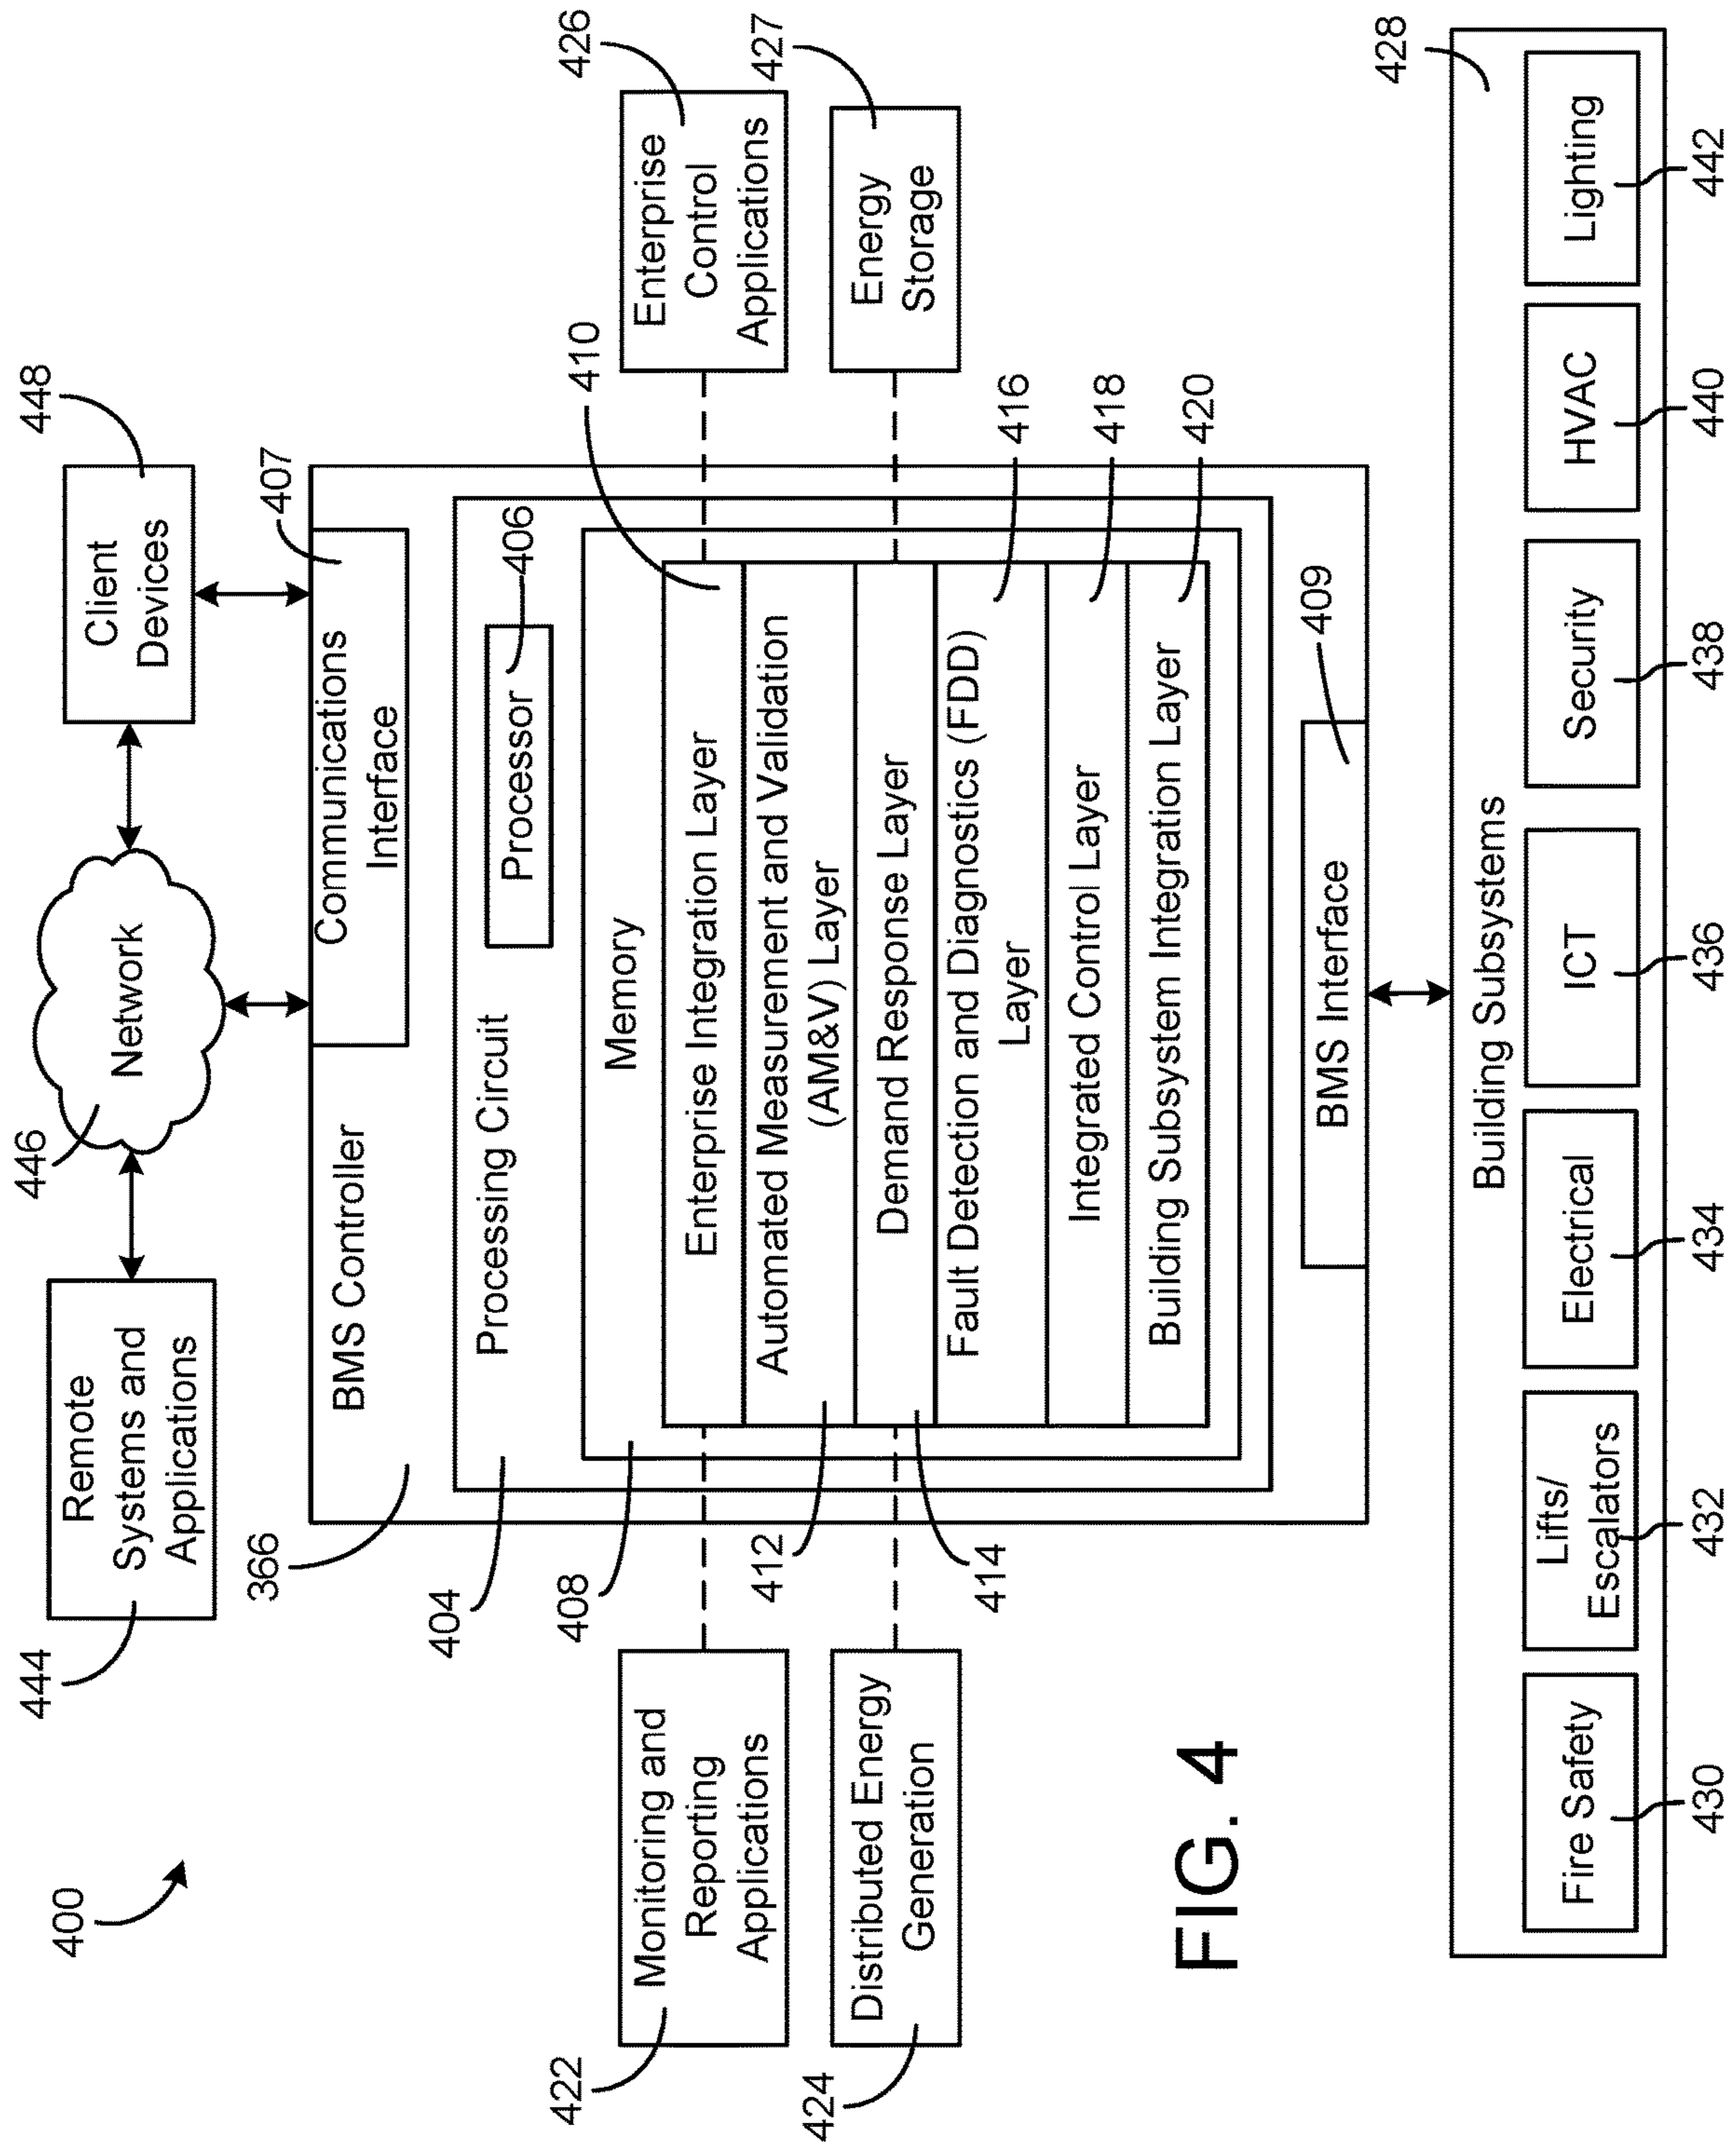 400
444
Remote
Systems and
Applications
446
Network
448
Client
Devices
366
BMS Controller
407
Communications
Interface
404
Processing Circuit
406
Processor
408
Memory
410
Enterprise Integration Layer
412
Automated Measurement and Validation
(AM&V) Layer
414
Demand Response Layer
416
Fault Detection and Diagnostics (FDD)
Layer
418
Integrated Control Layer
420
Building Subsystem Integration Layer
422
Monitoring and
Reporting
Applications
424
Distributed Energy
Generation
426
Enterprise
Control
Applications
427
Energy
Storage
409
BMS Interface
FIG. 4
428
Building Subsystems
Fire Safety
Lifts/
Escalators
Electrical
ICT
Security
HVAC
Lighting
430
432
434
436
438
440
442